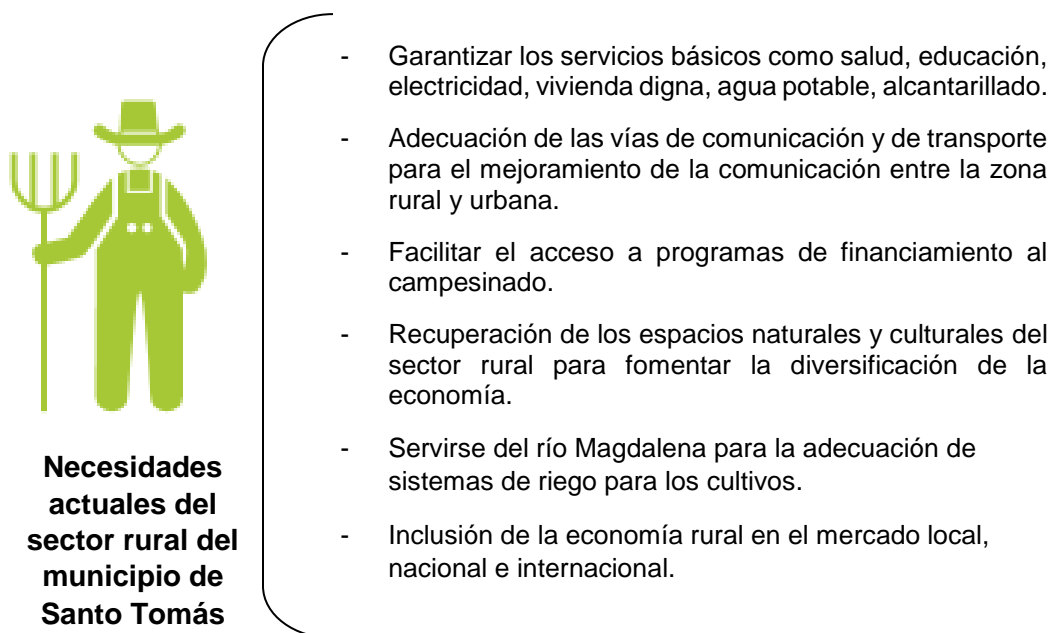 - Garantizar los servicios básicos como salud, educación,
electricidad, vivienda digna, agua potable, alcantarillado.
- Adecuación de las vías de comunicación y de transporte
para el mejoramiento de la comunicación entre la zona
rural y urbana.
- Facilitar el acceso a programas de financiamiento al
campesinado.
- Recuperación de los espacios naturales y culturales del
sector rural para fomentar la diversificación de la
economía.
- Servirse del río Magdalena para la adecuación de
sistemas de riego para los cultivos.
- Inclusión de la economía rural en el mercado local,
nacional e internacional.
Necesidades
actuales del
sector rural del
municipio de
Santo Tomás